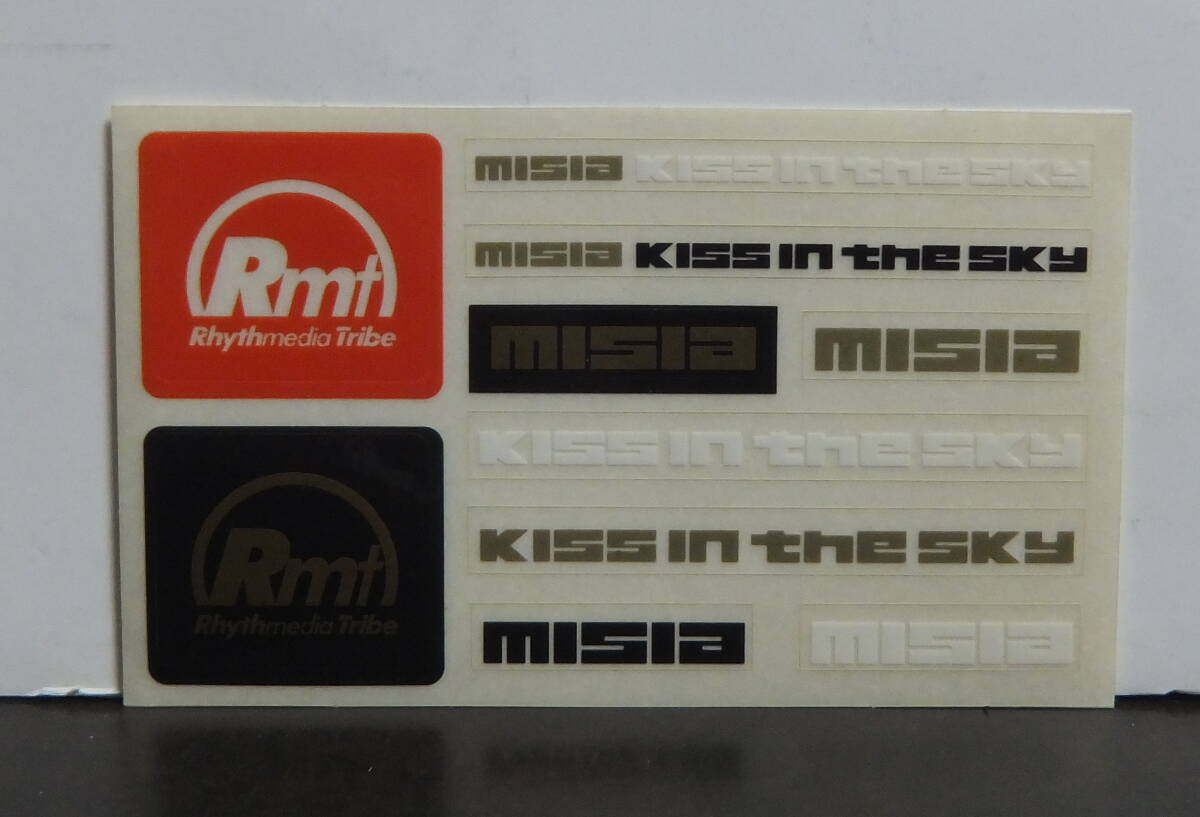 Rmt
Rhythmedia Tribe
Rmt
Rhythmedia Tribe
misia KISS IN the SKY
misia KISS IN the SKY
misia
misia
KISS IN the SKY
KISS IN the SKY
misia
misia